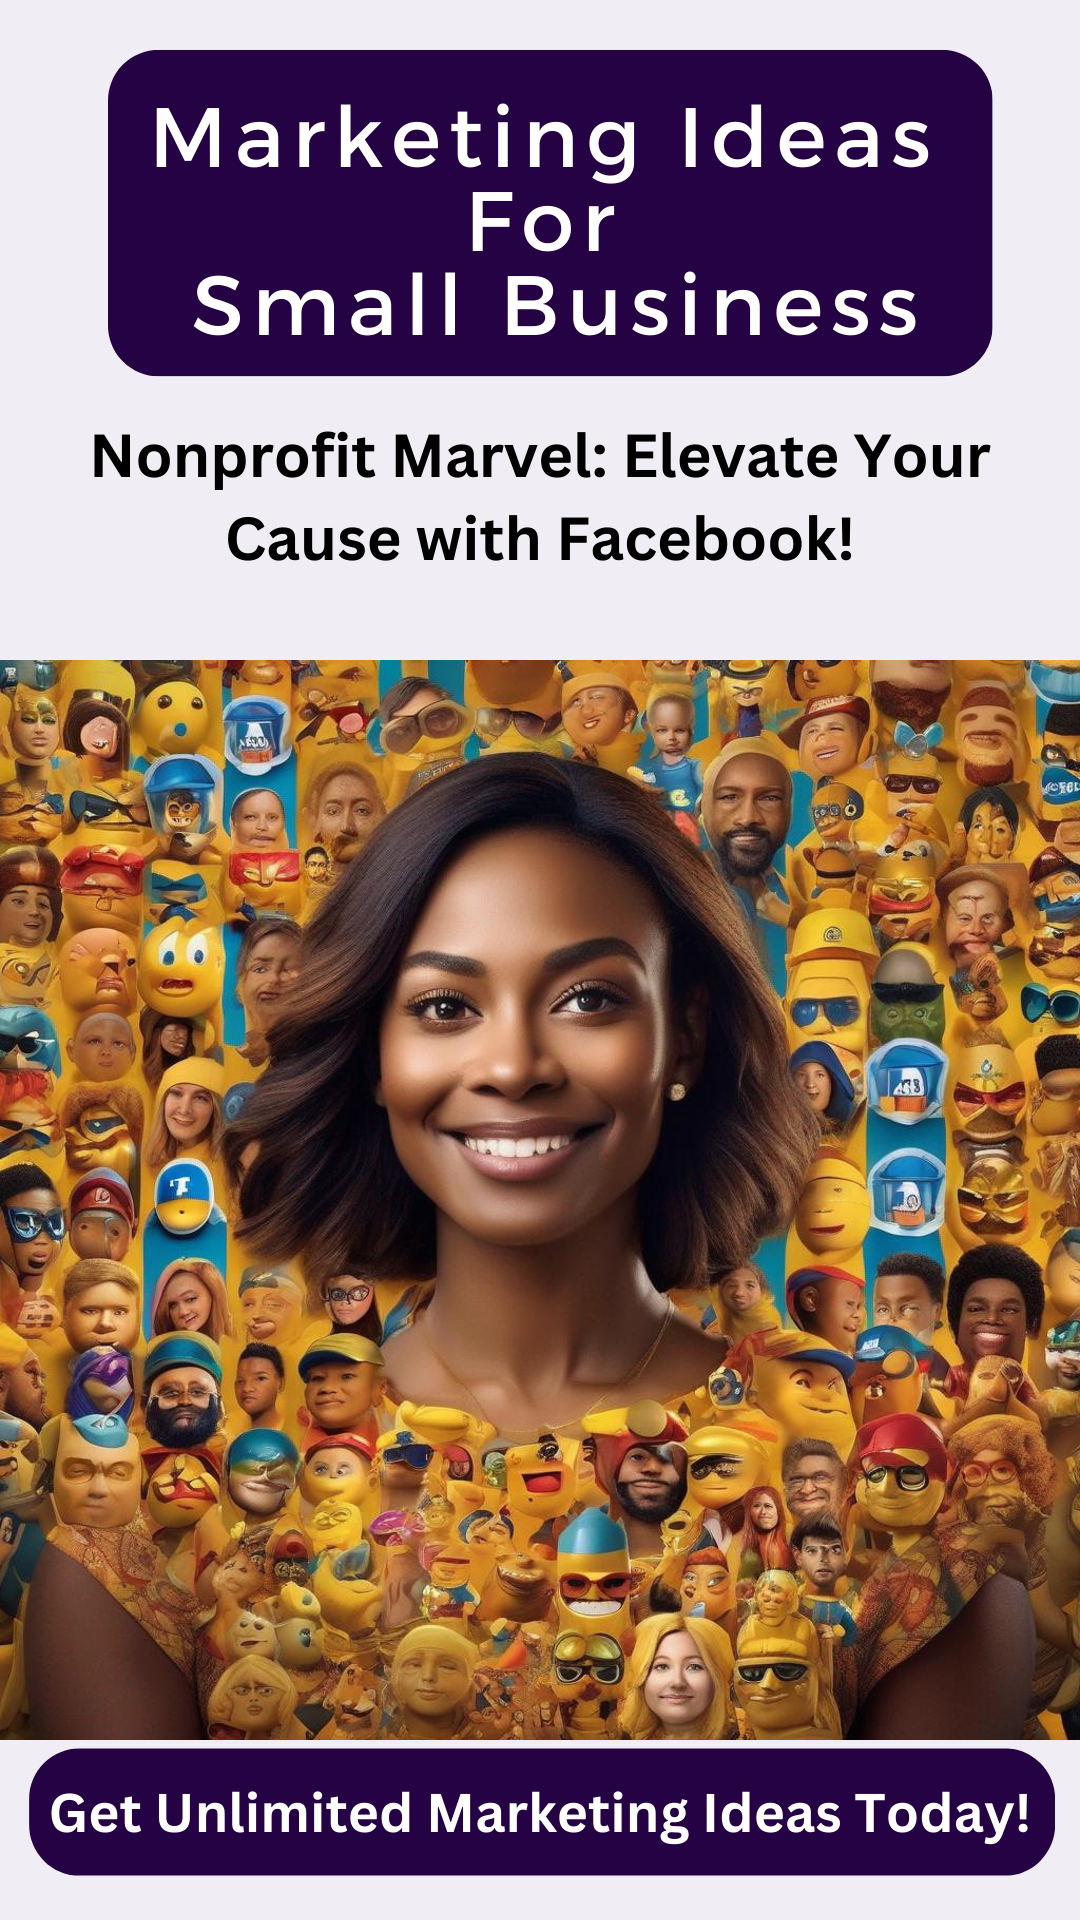 Marketing Ideas
For
Small Business
Nonprofit Marvel: Elevate Your
Cause with Facebook!
Get Unlimited Marketing Ideas Today!